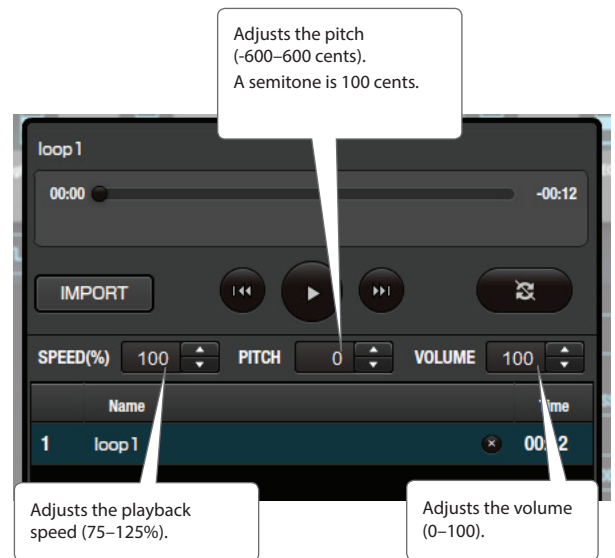 Adjusts the pitch
(-600–600 cents).
A semitone is 100 cents.
loop1
00:00 -00:12
IMPORT
SPEED(%) 100 PITCH 0 VOLUME 100
Name
1 loop1
Adjusts the playback
speed (75–125%).
Adjusts the volume
(0–100).